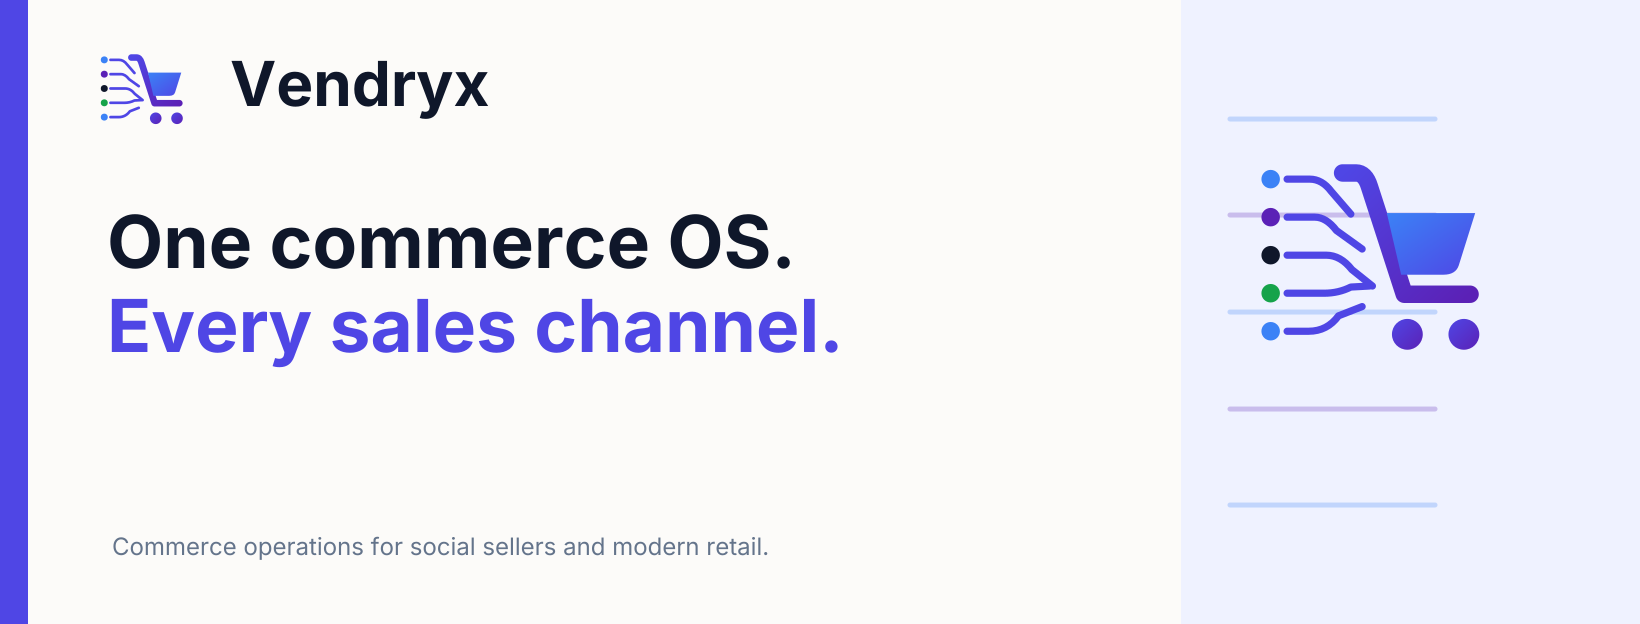 Vendryx
One commerce OS.
Every sales channel.
Commerce operations for social sellers and modern retail.